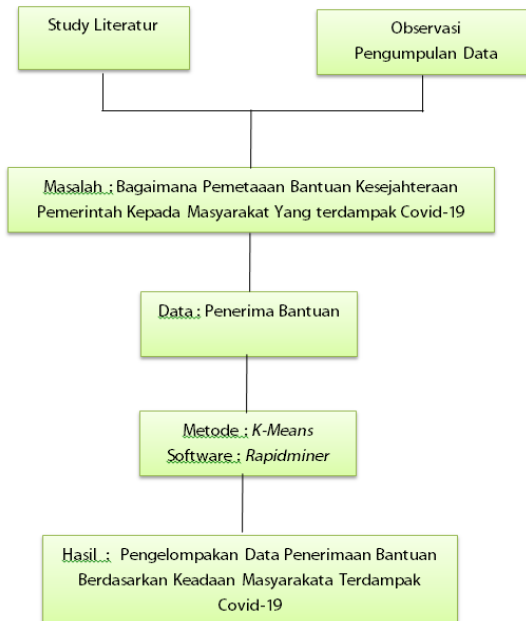 Study Literatur
Observasi
Pengumpulan Data
Masalah : Bagaimana Pemetaaan Bantuan Kesejahteraan
Pemerintah Kepada Masyarakat Yang terdampak Covid-19
Data : Penerima Bantuan
Metode : K-Means
Software : Rapidminer
Hasil : Pengelompakan Data Penerimaan Bantuan
Berdasarkan Keadaan Masyarakata Terdampak
Covid-19